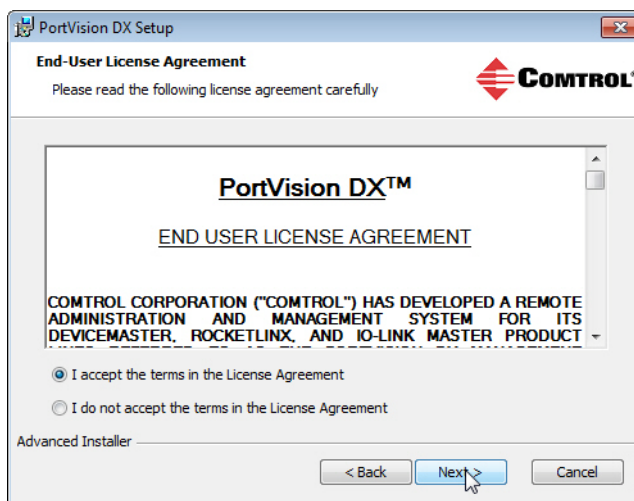 PortVision DX Setup
End-User License Agreement
Please read the following license agreement carefully
COMTROL®
PortVision DX™
END USER LICENSE AGREEMENT
COMTROL CORPORATION ("COMTROL") HAS DEVELOPED A REMOTE
ADMINISTRATION AND MANAGEMENT SYSTEM FOR ITS
DEVICEMASTER, ROCKETLINX, AND IO-LINK MASTER PRODUCT
I accept the terms in the License Agreement
I do not accept the terms in the License Agreement
Advanced Installer
< Back
Next >
Cancel